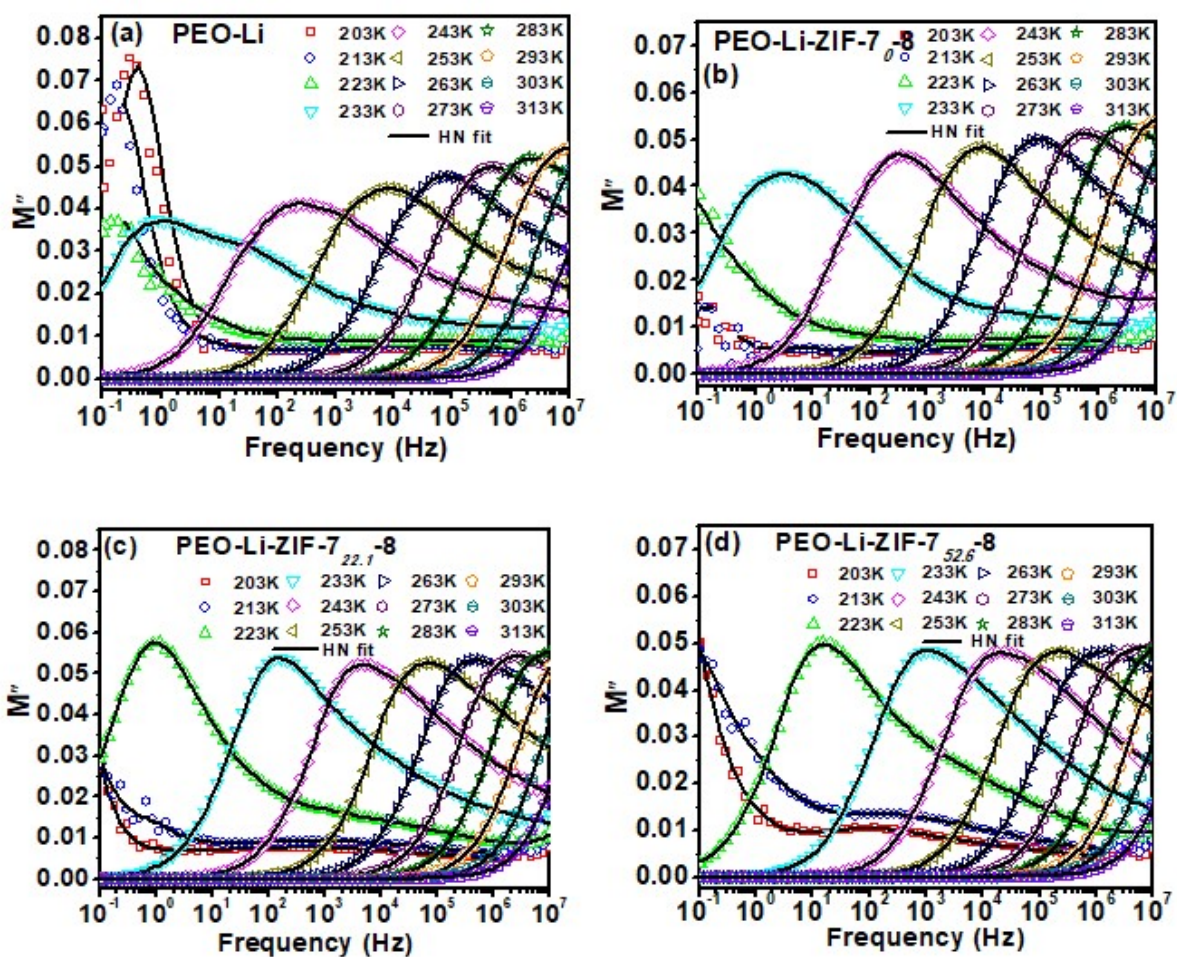 (a) PEO-Li
203K 243K 283K
213K 253K 293K
223K 263K 303K
233K 273K 313K
HN fit
0.08
0.07
0.06
0.05
0.04
0.03
0.02
0.01
0.00
M″
10⁻¹ 10⁰ 10¹ 10² 10³ 10⁴ 10⁵ 10⁶ 10⁷
Frequency (Hz)
(b) PEO-Li-ZIF-7₀-8
203K 243K 283K
213K 253K 293K
223K 263K 303K
233K 273K 313K
HN fit
0.07
0.06
0.05
0.04
0.03
0.02
0.01
0.00
M″
10⁻¹ 10⁰ 10¹ 10² 10³ 10⁴ 10⁵ 10⁶ 10⁷
Frequency (Hz)
(c) PEO-Li-ZIF-7₂₂.₁-8
203K 233K 263K 293K
213K 243K 273K 303K
223K 253K 283K 313K
HN fit
0.08
0.07
0.06
0.05
0.04
0.03
0.02
0.01
0.00
M″
10⁻¹ 10⁰ 10¹ 10² 10³ 10⁴ 10⁵ 10⁶ 10⁷
Frequency (Hz)
(d) PEO-Li-ZIF-7₅₂.₆-8
203K 233K 263K 293K
213K 243K 273K 303K
223K 253K 283K 313K
HN fit
0.07
0.06
0.05
0.04
0.03
0.02
0.01
0.00
M″
10⁻¹ 10⁰ 10¹ 10² 10³ 10⁴ 10⁵ 10⁶ 10⁷
Frequency (Hz)